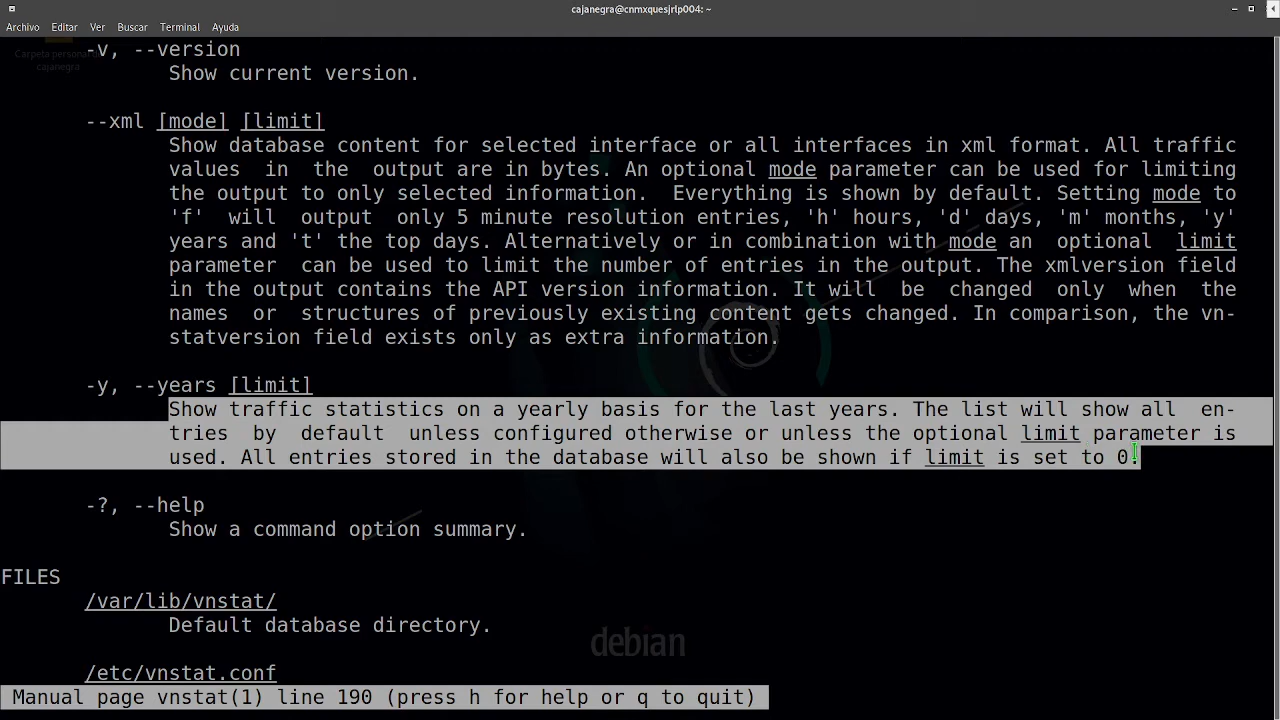 cajanegra@cnmxquesjrlp004: ~
Archivo Editar Ver Buscar Terminal Ayuda
-v, --version
Carpeta personal
cajanegra
Show current version.
--xml [mode] [limit]
Show database content for selected interface or all interfaces in xml format. All traffic
values in the output are in bytes. An optional mode parameter can be used for limiting
the output to only selected information. Everything is shown by default. Setting mode to
'f' will output only 5 minute resolution entries, 'h' hours, 'd' days, 'm' months, 'y'
years and 't' the top days. Alternatively or in combination with mode an optional limit
parameter can be used to limit the number of entries in the output. The xmlversion field
in the output contains the API version information. It will be changed only when the
names or structures of previously existing content gets changed. In comparison, the vn-
statversion field exists only as extra information.
-y, --years [limit]
Show traffic statistics on a yearly basis for the last years. The list will show all en-
tries by default unless configured otherwise or unless the optional limit parameter is
used. All entries stored in the database will also be shown if limit is set to 0.
-?, --help
Show a command option summary.
FILES
/var/lib/vnstat/
Default database directory.
debian
/etc/vnstat.conf
Manual page vnstat(1) line 190 (press h for help or q to quit)